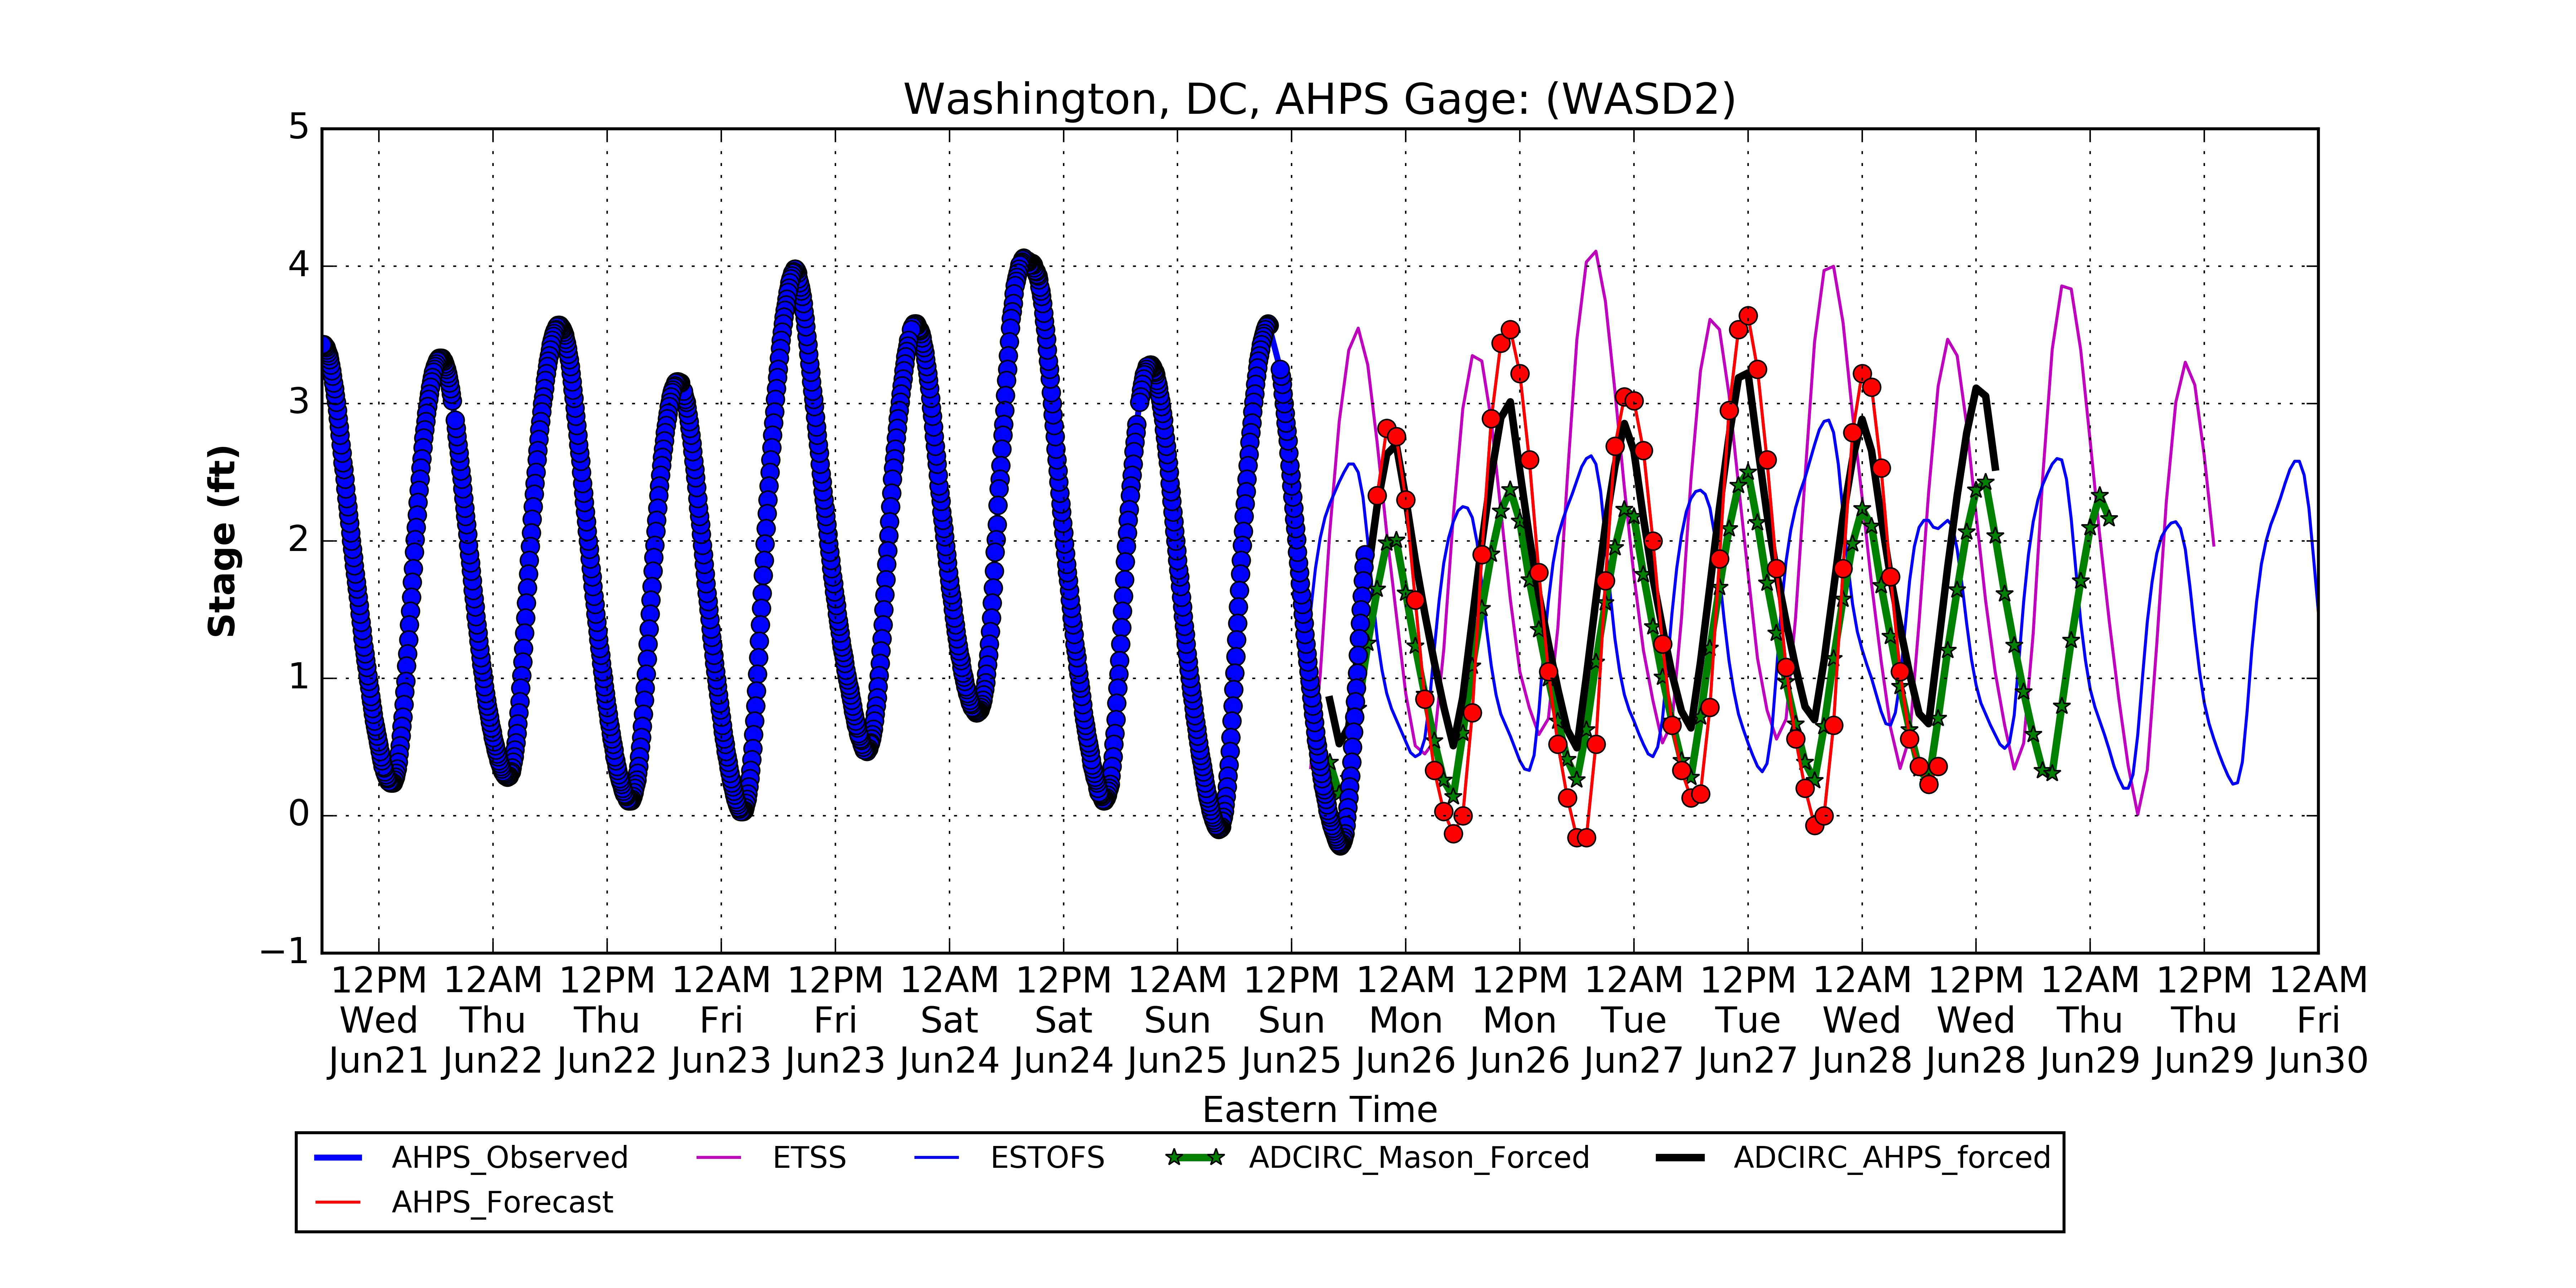 Washington, DC, AHPS Gage: (WASD2)
5
4
3
2
1
0
−1
Stage (ft)
12PM 12AM 12PM 12AM 12PM 12AM 12PM 12AM 12PM 12AM 12PM 12AM 12PM 12AM 12PM 12AM 12PM 12AM
Wed Thu Thu Fri Fri Sat Sat Sun Sun Mon Mon Tue Tue Wed Wed Thu Thu Fri
Jun21 Jun22 Jun22 Jun23 Jun23 Jun24 Jun24 Jun25 Jun25 Jun26 Jun26 Jun27 Jun27 Jun28 Jun28 Jun29 Jun29 Jun30
Eastern Time
AHPS_Observed ETSS ESTOFS ADCIRC_Mason_Forced ADCIRC_AHPS_forced
AHPS_Forecast